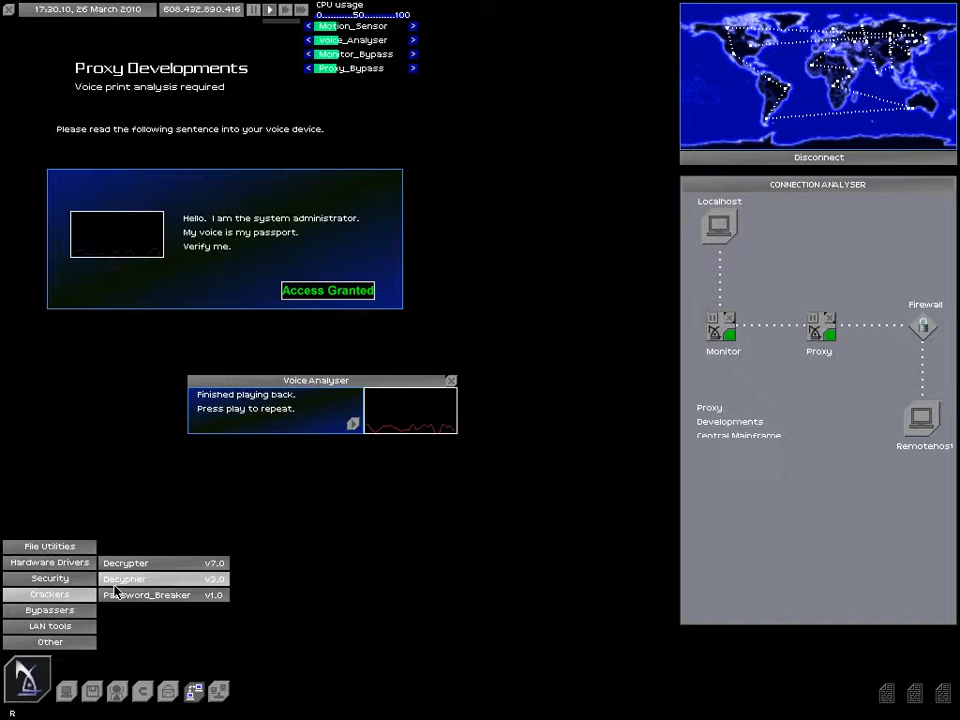 17:30.10, 26 March 2010
608.432.890.416
CPU usage
0..........50..........100
Motion_Sensor
Voice_Analyser
Monitor_Bypass
Proxy_Bypass
Proxy Developments
Voice print analysis required
Please read the following sentence into your voice device.
Hello. I am the system administrator.
My voice is my passport.
Verify me.
Access Granted
Voice Analyser
Finished playing back.
Press play to repeat.
Disconnect
CONNECTION ANALYSER
Localhost
Firewall
Monitor
Proxy
Proxy
Developments
Central Mainframe
Remotehost
File Utilities
Hardware Drivers
Security
Crackers
Bypassers
LAN tools
Other
Decrypter v7.0
Decypher v3.0
Password_Breaker v1.0
R